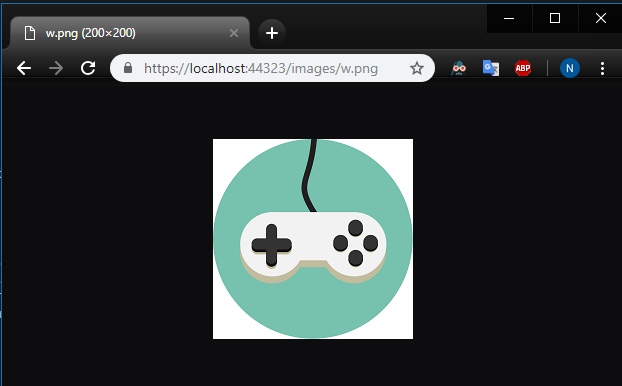 w.png (200×200)
https://localhost:44323/images/w.png
G
ABP
N